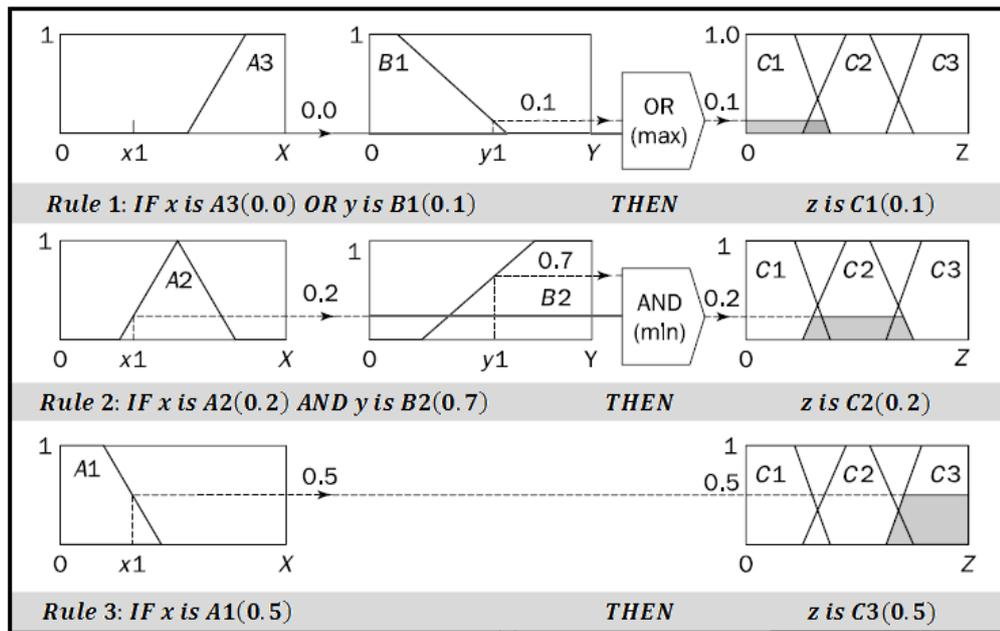 1 1 1.0
A3 B1 C1 C2 C3
0.0 0.1 OR (max) 0.1
0 x1 X 0 y1 Y 0 Z
Rule 1: IF x is A3(0.0) OR y is B1(0.1) THEN z is C1(0.1)
1 1 1
A2 0.7 C1 C2 C3
0.2 B2 AND (min) 0.2
0 x1 X 0 y1 Y 0 Z
Rule 2: IF x is A2(0.2) AND y is B2(0.7) THEN z is C2(0.2)
1 1
A1 0.5 0.5 C1 C2 C3
0 x1 X 0 Z
Rule 3: IF x is A1(0.5) THEN z is C3(0.5)